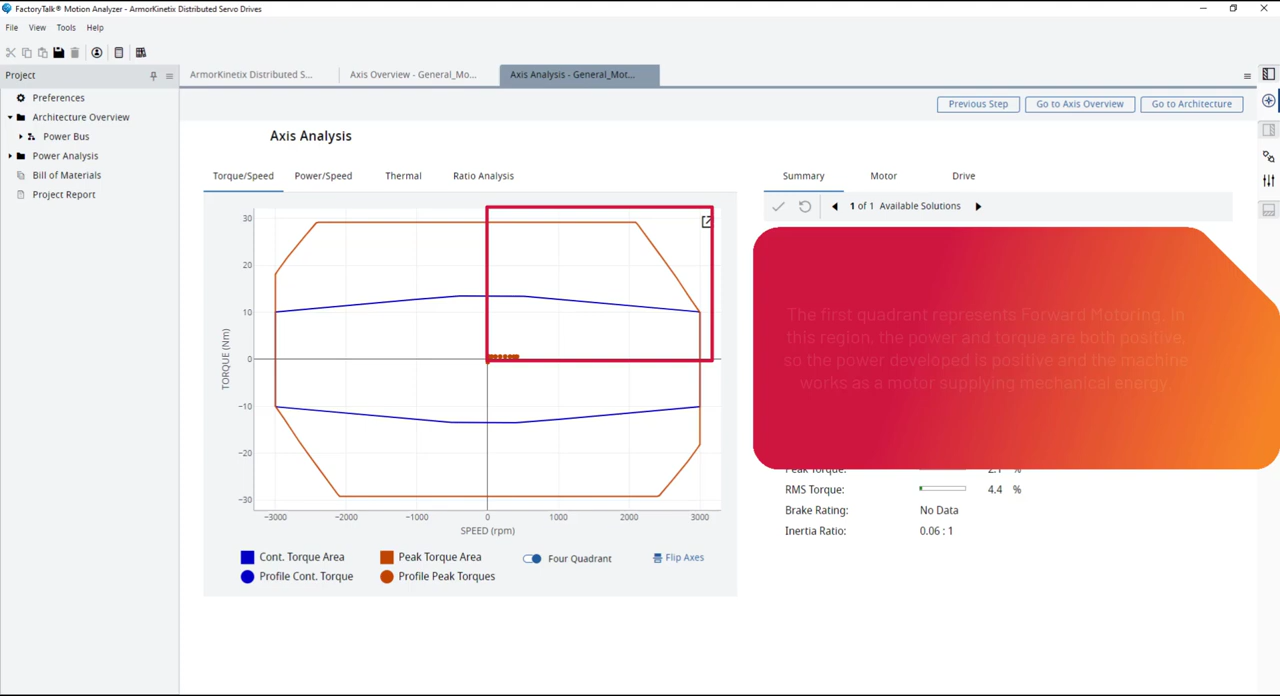 FactoryTalk® Motion Analyzer - ArmorKinetix Distributed Servo Drives
File View Tools Help
Project
Preferences
Architecture Overview
Power Bus
Power Analysis
Bill of Materials
Project Report
ArmorKinetix Distributed S...
Axis Overview - General_Mo...
Axis Analysis - General_Mot...
Previous Step
Go to Axis Overview
Go to Architecture
Axis Analysis
Torque/Speed
Power/Speed
Thermal
Ratio Analysis
TORQUE (Nm)
30
20
10
0
−10
−20
−30
−3000
−2000
−1000
0
1000
2000
3000
SPEED (rpm)
Cont. Torque Area
Peak Torque Area
Four Quadrant
Flip Axes
Profile Cont. Torque
Profile Peak Torques
Summary
Motor
Drive
1 of 1 Available Solutions
The first quadrant represents Forward Motoring. In
this region, the power and torque are both positive,
so the power developed is positive and the machine
works as a motor supplying mechanical energy.
Peak Torque: 2.1 %
RMS Torque: 4.4 %
Brake Rating: No Data
Inertia Ratio: 0.06 : 1